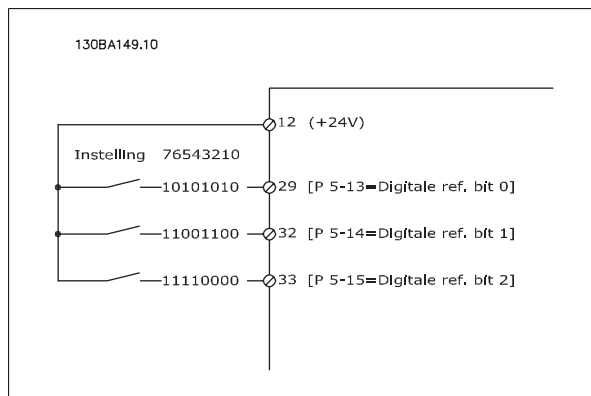 130BA149.10
12 (+24V)
Instelling 76543210
10101010 29 [P 5-13=Digitale ref. bit 0]
11001100 32 [P 5-14=Digitale ref. bit 1]
11110000 33 [P 5-15=Digitale ref. bit 2]